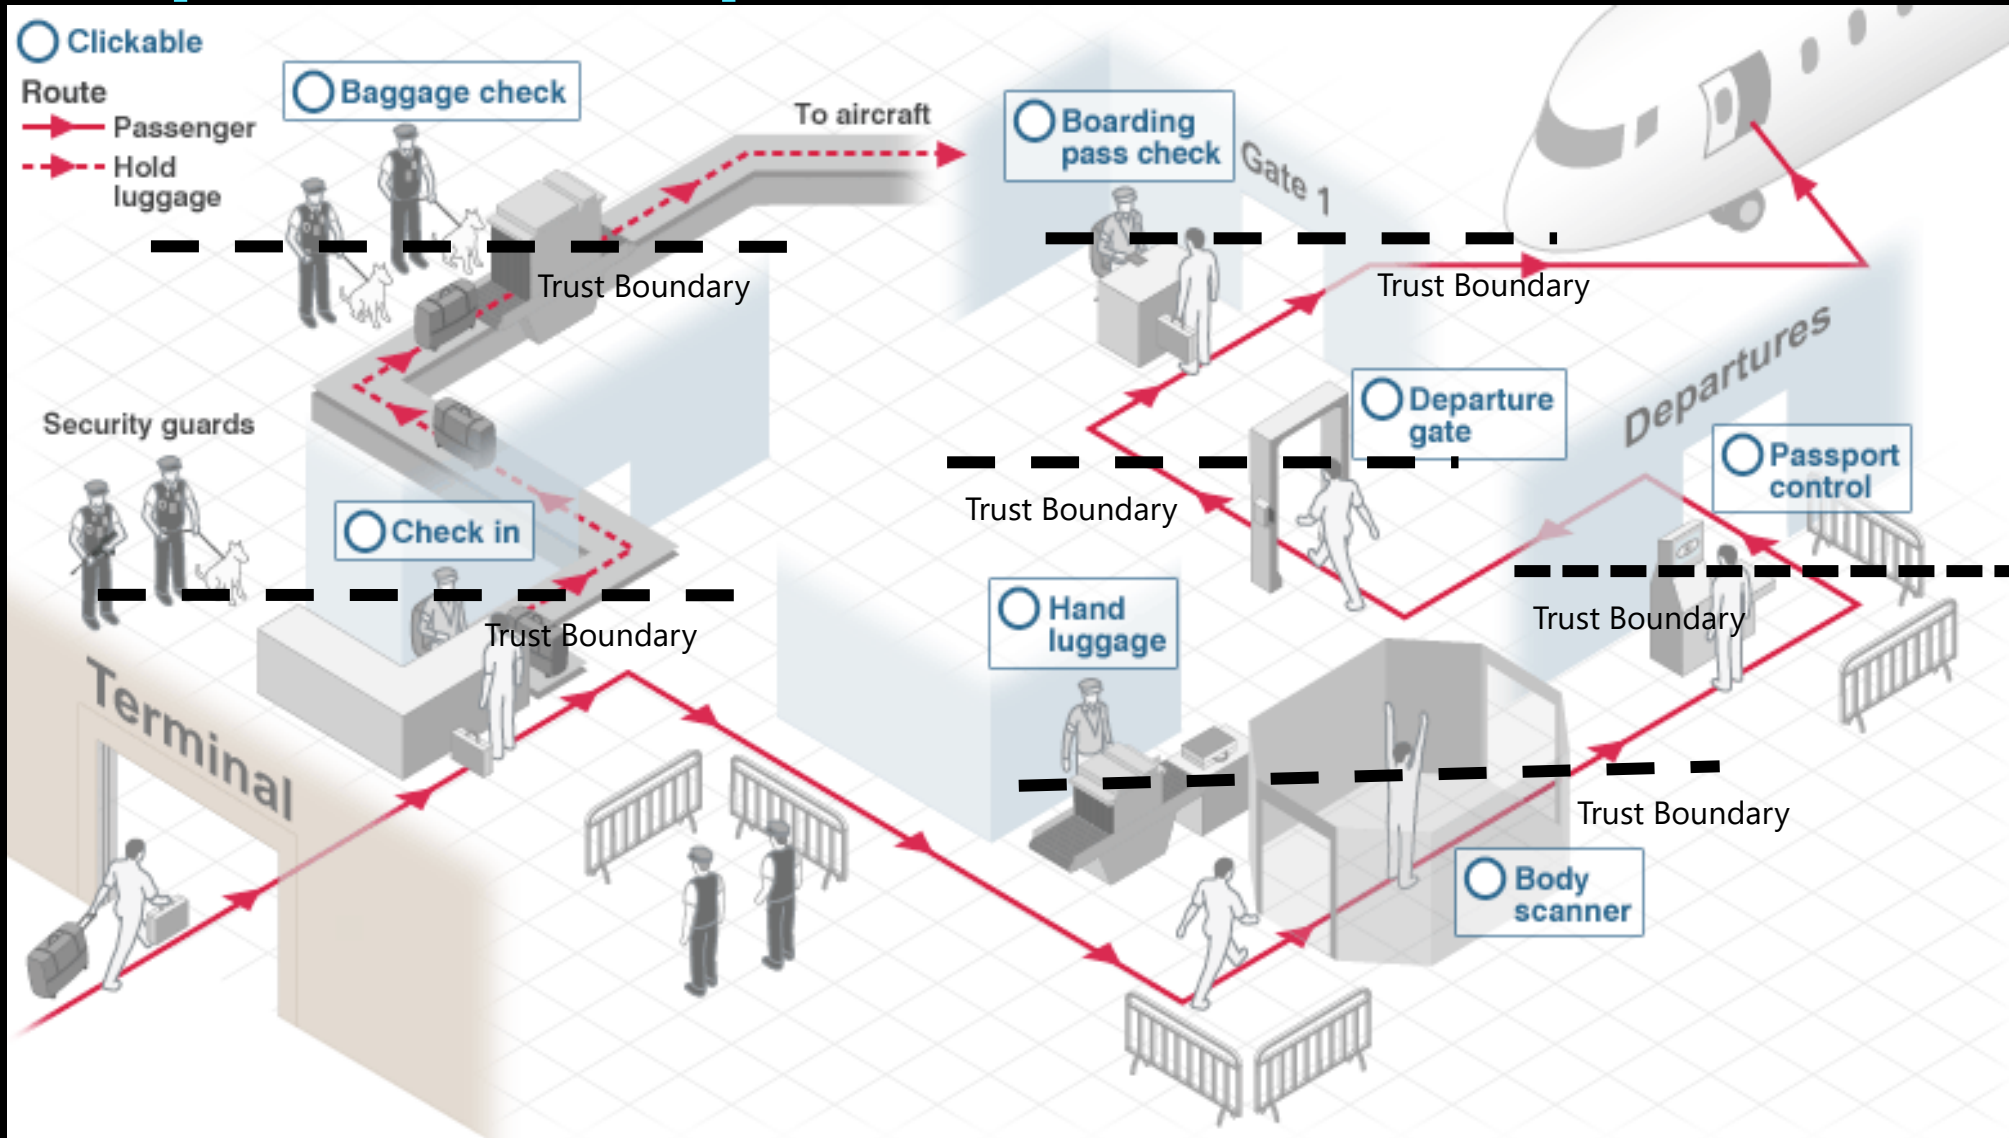 Clickable
Route
Passenger
Hold
luggage
Baggage check
To aircraft
Boarding
pass check
Gate 1
Trust Boundary
Trust Boundary
Departures
Departure
gate
Security guards
Passport
control
Trust Boundary
Check in
Trust Boundary
Hand
luggage
Trust Boundary
Terminal
Trust Boundary
Body
scanner